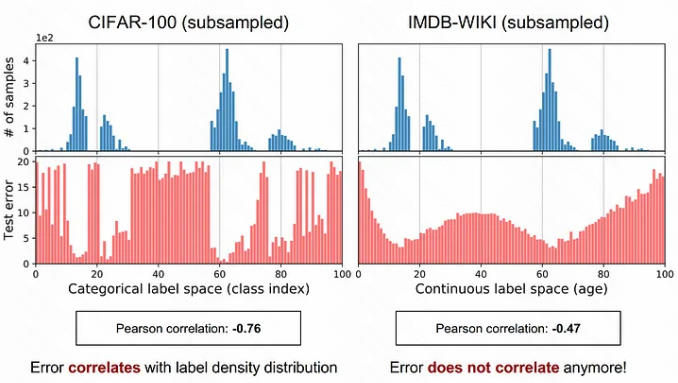 CIFAR-100 (subsampled)
IMDB-WIKI (subsampled)
1e2
# of samples
4
3
2
1
0
Test error
20
15
10
5
0
0 20 40 60 80 100
0 20 40 60 80 100
Categorical label space (class index)
Continuous label space (age)
Pearson correlation: -0.76
Pearson correlation: -0.47
Error correlates with label density distribution
Error does not correlate anymore!